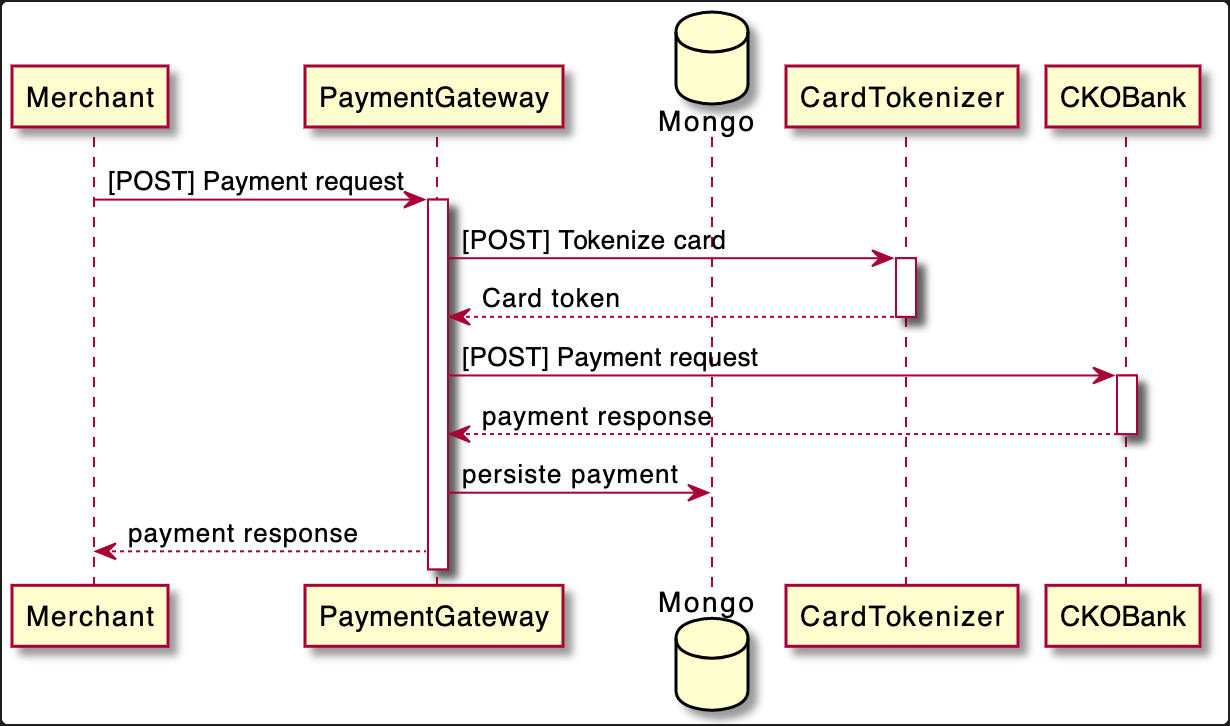 Merchant
PaymentGateway
Mongo
CardTokenizer
CKOBank
[POST] Payment request
[POST] Tokenize card
Card token
[POST] Payment request
payment response
persiste payment
payment response
Merchant
PaymentGateway
Mongo
CardTokenizer
CKOBank